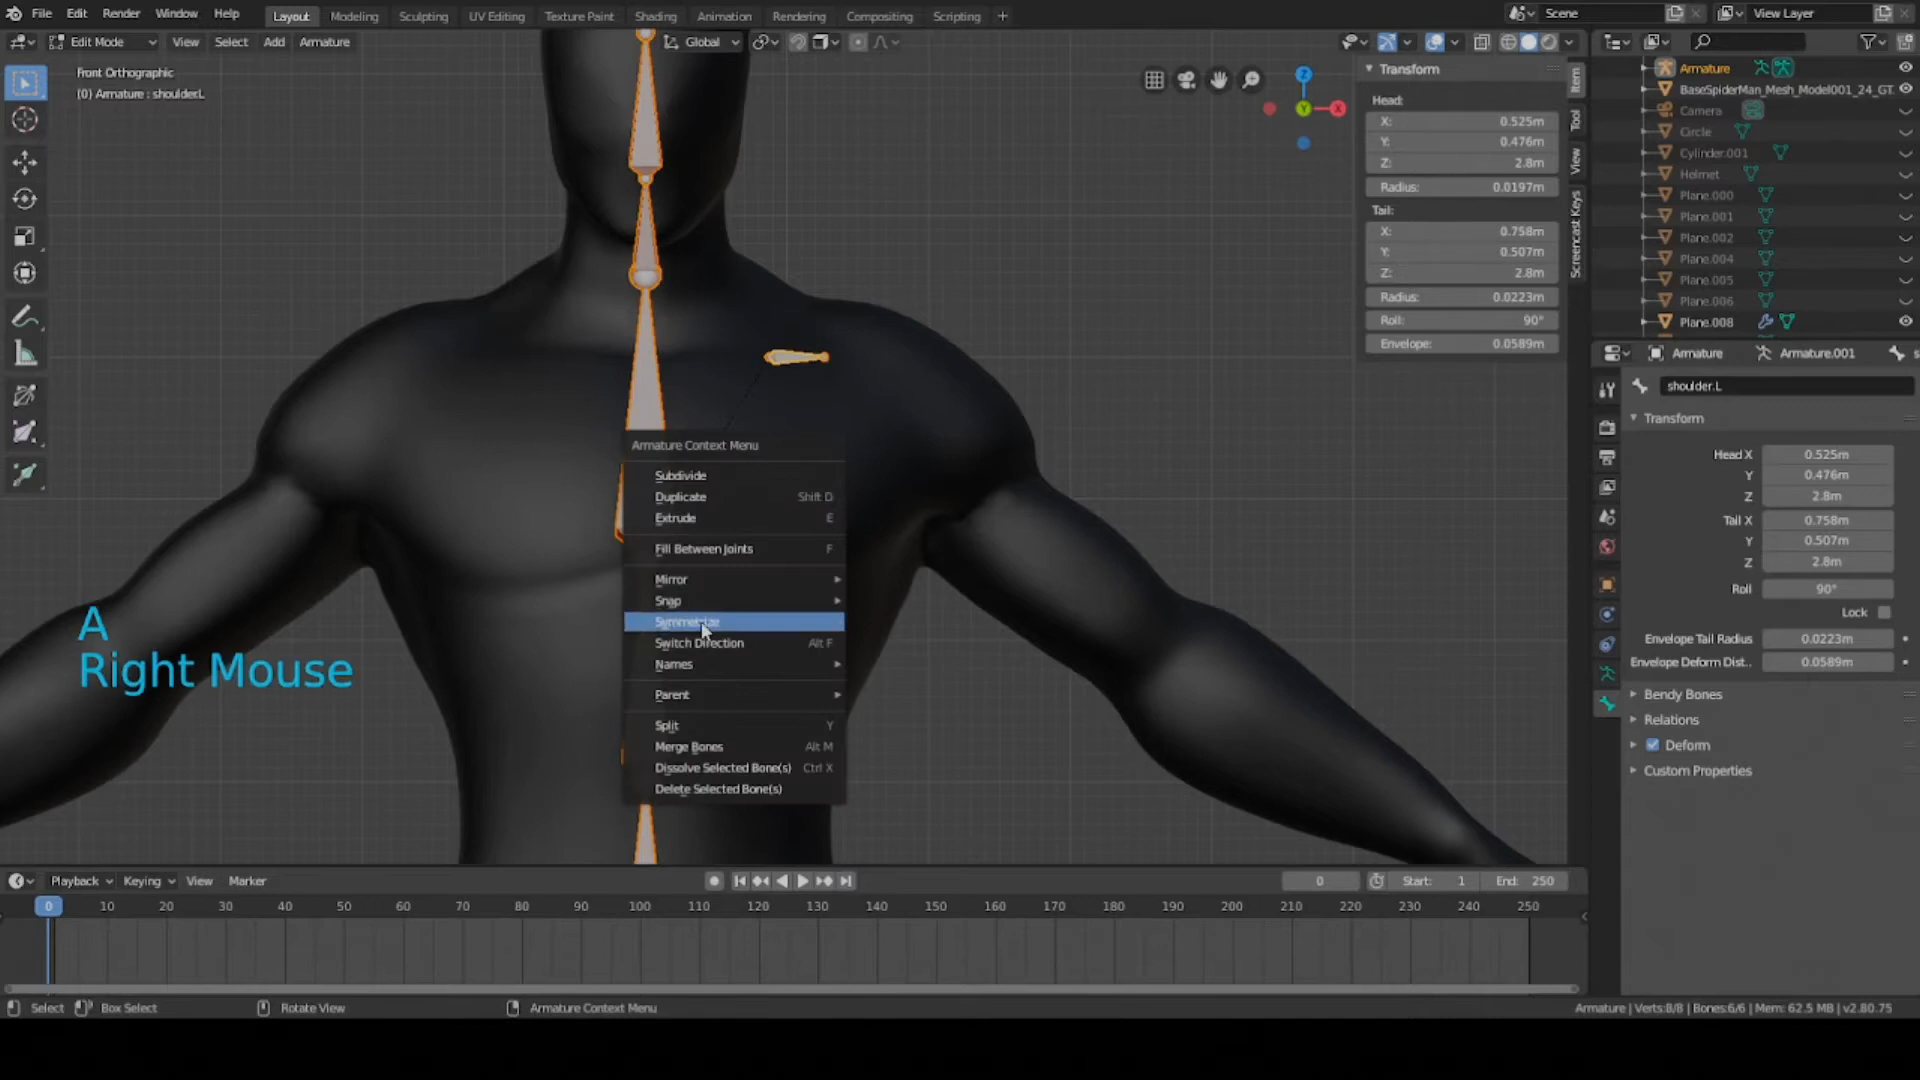 File Edit Render Window Help Layout Modeling Sculpting UV Editing Texture Paint Shading Animation Rendering Compositing Scripting + Scene View Layer
Edit Mode View Select Add Armature Global
Front Orthographic
(0) Armature : shoulder.L
Z
Y
X
Transform
Head:
X: 0.525m
Y: 0.476m
Z: 2.8m
Radius: 0.0197m
Tail:
X: 0.758m
Y: 0.507m
Z: 2.8m
Radius: 0.0223m
Roll: 90°
Envelope: 0.0589m
Item
Tool
View
Screencast Keys
Armature
BaseSpiderMan_Mesh_Model001_24_GT.
Camera
Circle
Cylinder.001
Helmet
Plane.000
Plane.001
Plane.002
Plane.004
Plane.005
Plane.006
Plane.008
Armature Armature.001 s
shoulder.L
Transform
Head X 0.525m
Y 0.476m
Z 2.8m
Tail X 0.758m
Y 0.507m
Z 2.8m
Roll 90°
Lock
Envelope Tail Radius 0.0223m
Envelope Deform Dist.. 0.0589m
Bendy Bones
Relations
Deform
Custom Properties
Armature Context Menu
Subdivide
Duplicate Shift D
Extrude E
Fill Between Joints F
Mirror
Snap
Symmetrize
Switch Direction Alt F
Names
Parent
Split Y
Merge Bones Alt M
Dissolve Selected Bone(s) Ctrl X
Delete Selected Bone(s)
A
Right Mouse
Playback Keying View Marker 0 Start: 1 End: 250
0 10 20 30 40 50 60 70 80 90 100 110 120 130 140 150 160 170 180 190 200 210 220 230 240 250
Select Box Select Rotate View Armature Context Menu Armature | Verts:8/8 | Bones:6/6 | Mem: 62.5 MB | v2.80.75